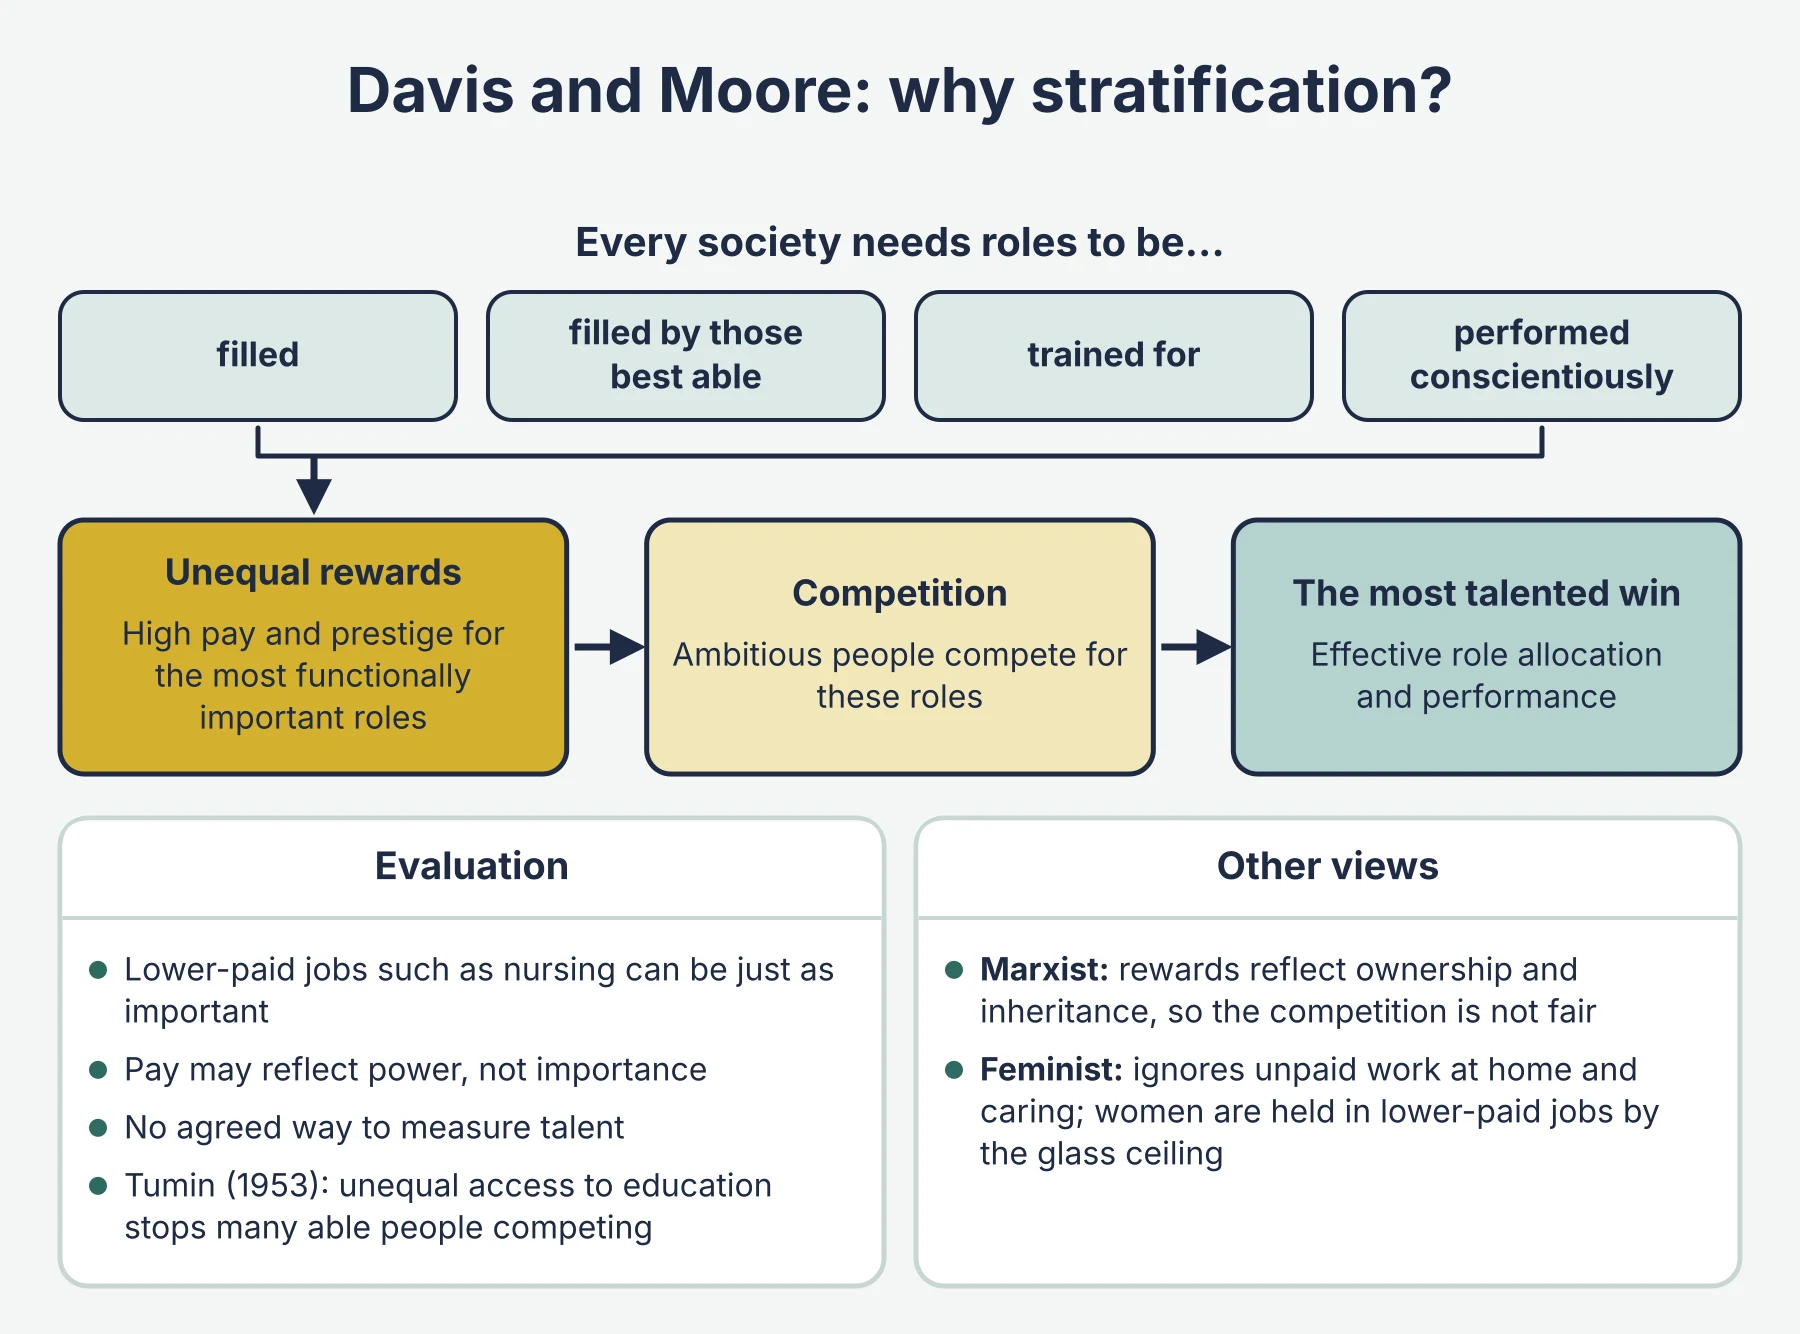 Davis and Moore: why stratification?
Every society needs roles to be...
filled
filled by those
best able
trained for
performed
conscientiously
Unequal rewards
High pay and prestige for
the most functionally
important roles
Competition
Ambitious people compete for
these roles
The most talented win
Effective role allocation
and performance
Evaluation
Lower-paid jobs such as nursing can be just as
important
Pay may reflect power, not importance
No agreed way to measure talent
Tumin (1953): unequal access to education
stops many able people competing
Other views
Marxist: rewards reflect ownership and
inheritance, so the competition is not fair
Feminist: ignores unpaid work at home and
caring; women are held in lower-paid jobs by
the glass ceiling